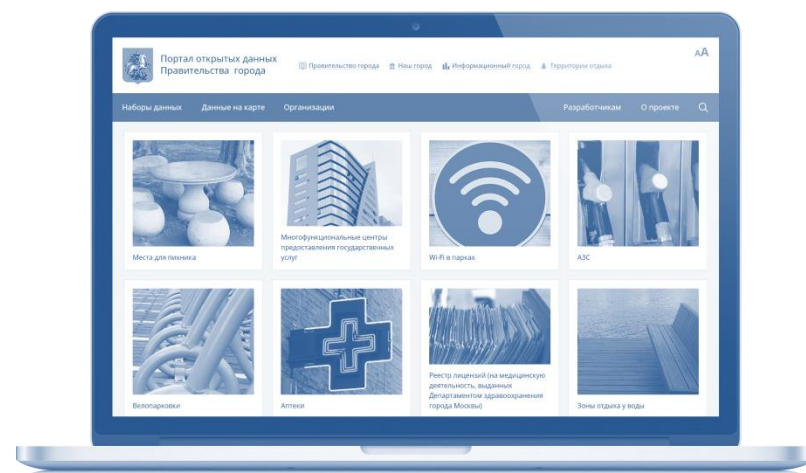 Портал открытых данных
Правительства города
Правительство города Наш город Информационный город Территории отдыха
АА
Наборы данных Данные на карте Организации Разработчикам О проекте
Места для пикника
Многофункциональные центры
предоставления государственных
услуг
Wi-Fi в парках
АЗС
Велопарковки
Аптеки
Реестр лицензий (на медицинскую
деятельность, выданных
Департаментом здравоохранения
города Москвы)
Зоны отдыха у воды